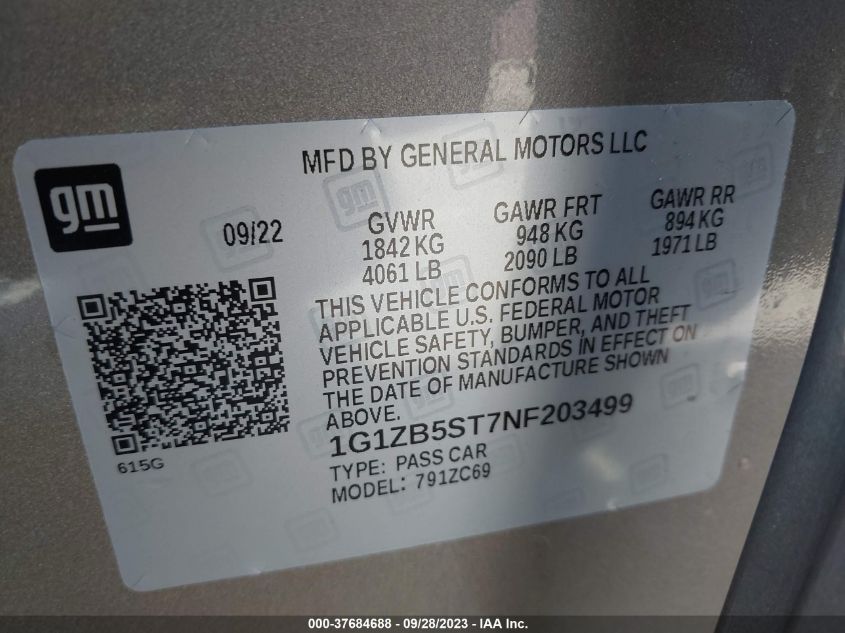 MFD BY GENERAL MOTORS LLC
gm
09/22
GVWR
1842 KG
4061 LB
GAWR FRT
948 KG
2090 LB
GAWR RR
894 KG
1971 LB
THIS VEHICLE CONFORMS TO ALL
APPLICABLE U.S. FEDERAL MOTOR
VEHICLE SAFETY, BUMPER, AND THEFT
PREVENTION STANDARDS IN EFFECT ON
THE DATE OF MANUFACTURE SHOWN
ABOVE.
1G1ZB5ST7NF203499
TYPE: PASS CAR
MODEL: 791ZC69
615G
000-37684688 - 09/28/2023 - IAA Inc.